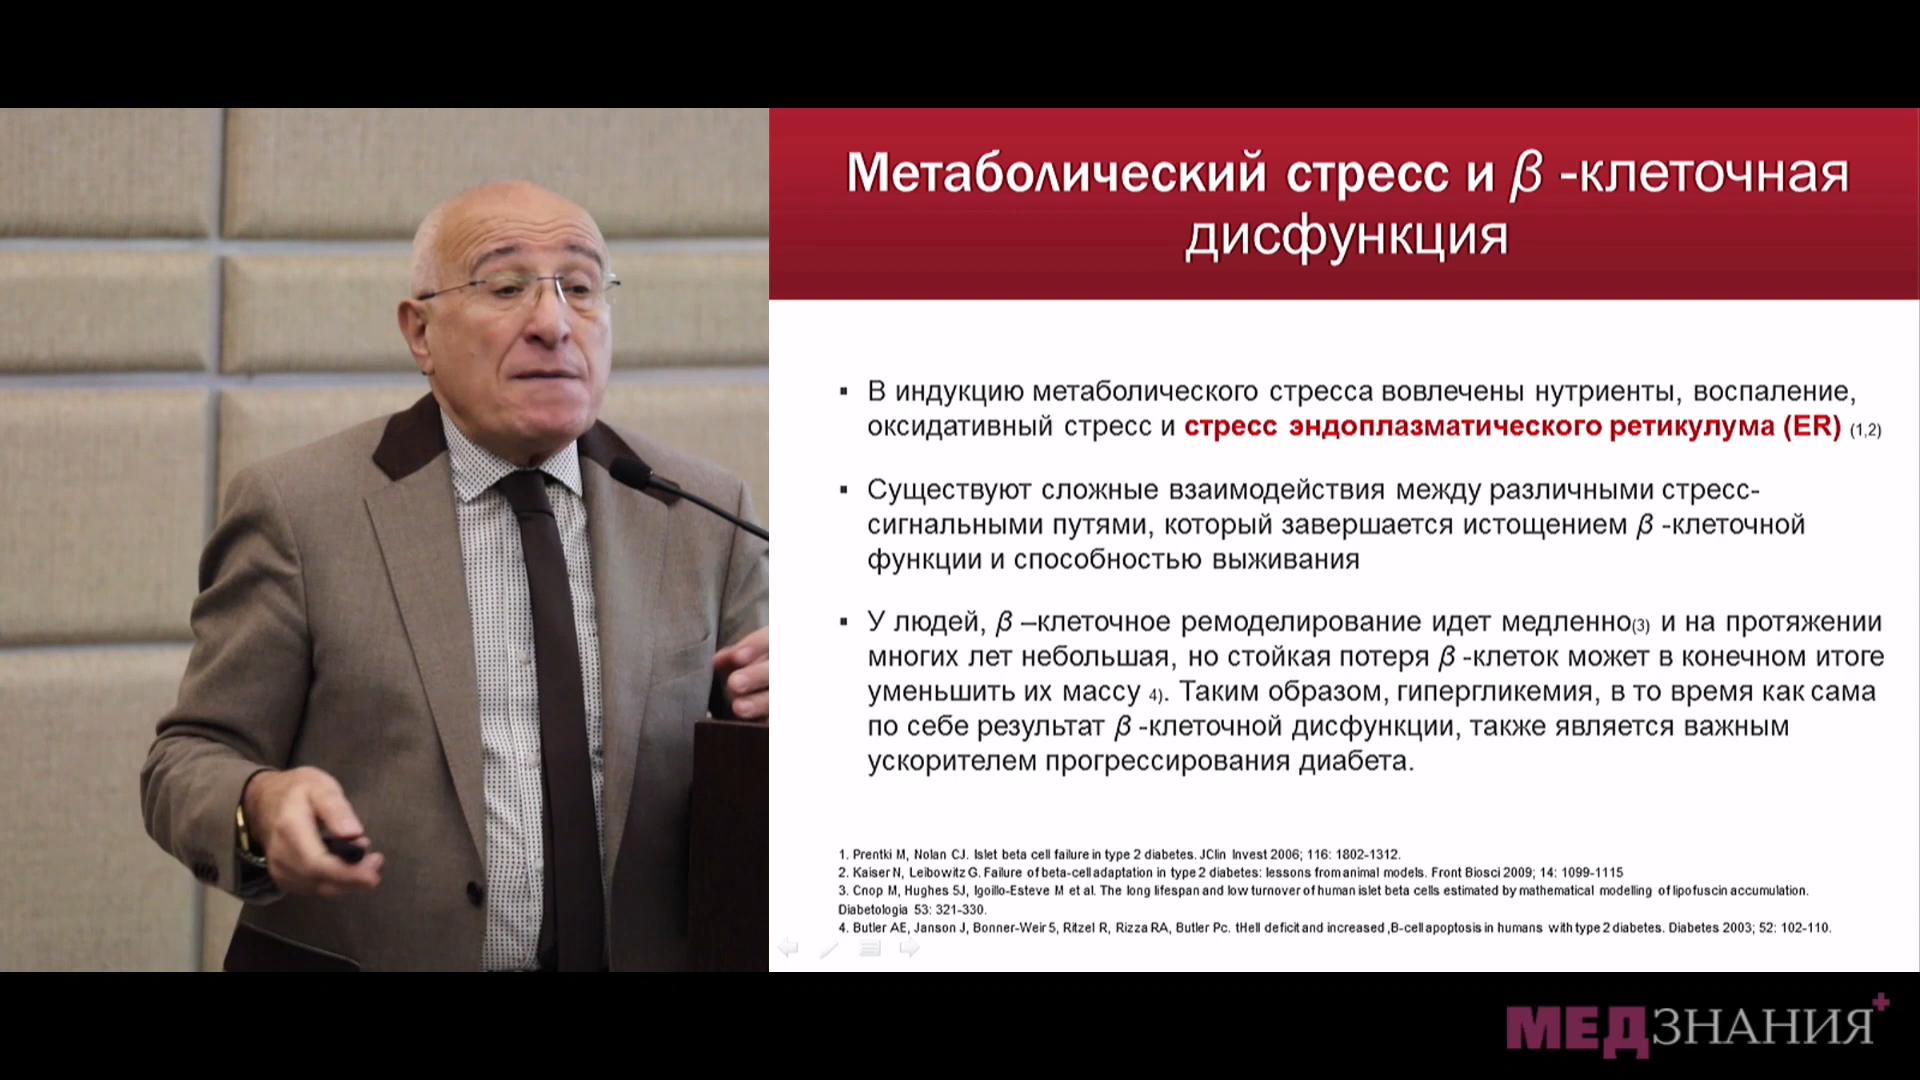 Метаболический стресс и β -клеточная
дисфункция
▪ В индукцию метаболического стресса вовлечены нутриенты, воспаление,
оксидативный стресс и стресс эндоплазматического ретикулума (ER) (1,2)
▪ Существуют сложные взаимодействия между различными стресс-
сигнальными путями, который завершается истощением β -клеточной
функции и способностью выживания
▪ У людей, β –клеточное ремоделирование идет медленно(3) и на протяжении
многих лет небольшая, но стойкая потеря β -клеток может в конечном итоге
уменьшить их массу 4). Таким образом, гипергликемия, в то время как сама
по себе результат β -клеточной дисфункции, также является важным
ускорителем прогрессирования диабета.
1. Prentki M, Nolan CJ. Islet beta cell failure in type 2 diabetes. JClin Invest 2006; 116: 1802-1312.
2. Kaiser N, Leibowitz G. Failure of beta-cell adaptation in type 2 diabetes: lessons from animal models. Front Biosci 2009; 14: 1099-1115
3. Cnop M, Hughes 5J, Igoillo-Esteve M et al. The long lifespan and low turnover of human islet beta cells estimated by mathematical modelling of lipofuscin accumulation.
Diabetologia 53: 321-330.
4. Butler AE, Janson J, Bonner-Weir 5, Ritzel R, Rizza RA, Butler Pc. tHell deficit and increased ,B-cell apoptosis in humans with type 2 diabetes. Diabetes 2003; 52: 102-110.
МЕДЗНАНИЯ+